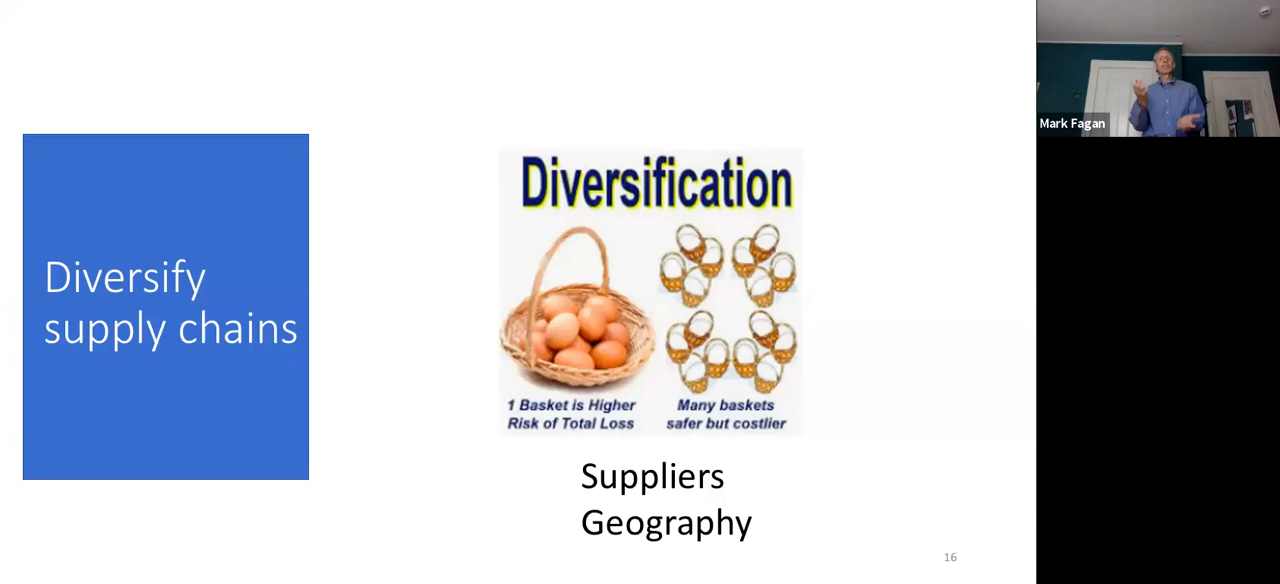 Diversify
supply chains
Diversification
1 Basket is Higher
Risk of Total Loss
Many baskets
safer but costlier
Suppliers
Geography
16
Mark Fagan